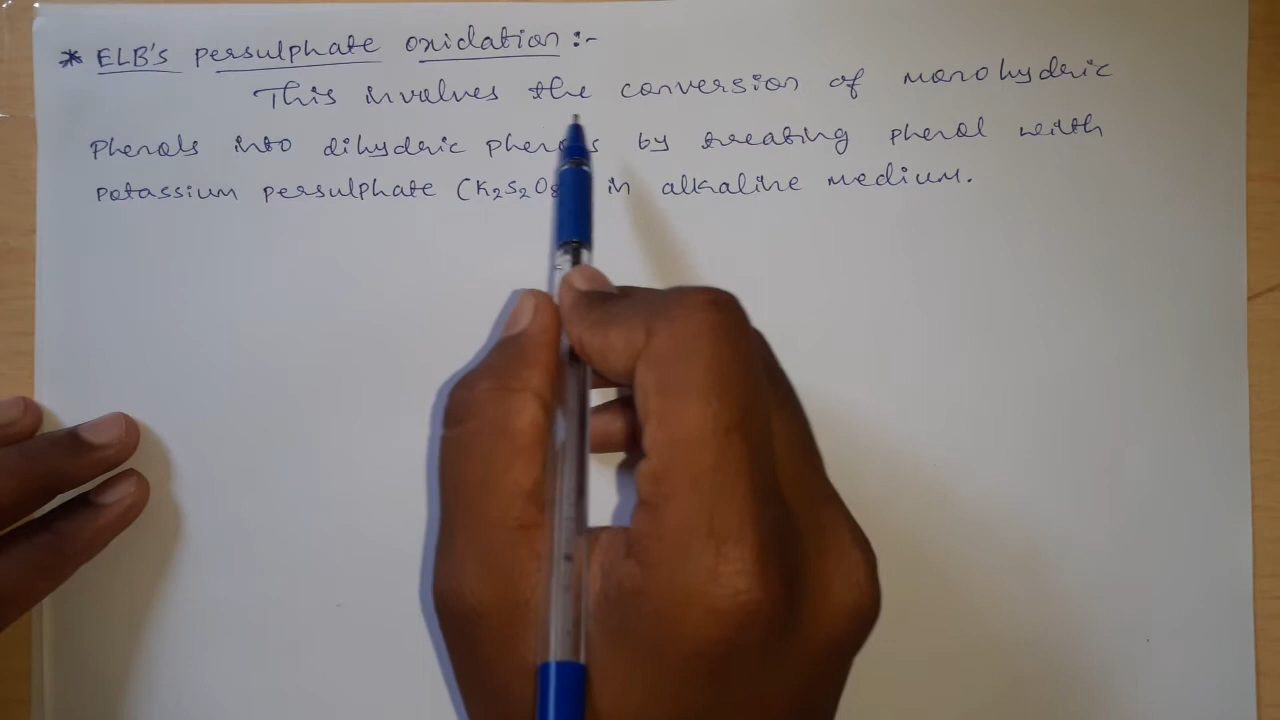 * ELB's persulphate oxidation :-
This involves the conversion of monohydric
phenols into dihydric phenols by treating phenol with
potassium persulphate (K₂S₂O₈ in alkaline medium.